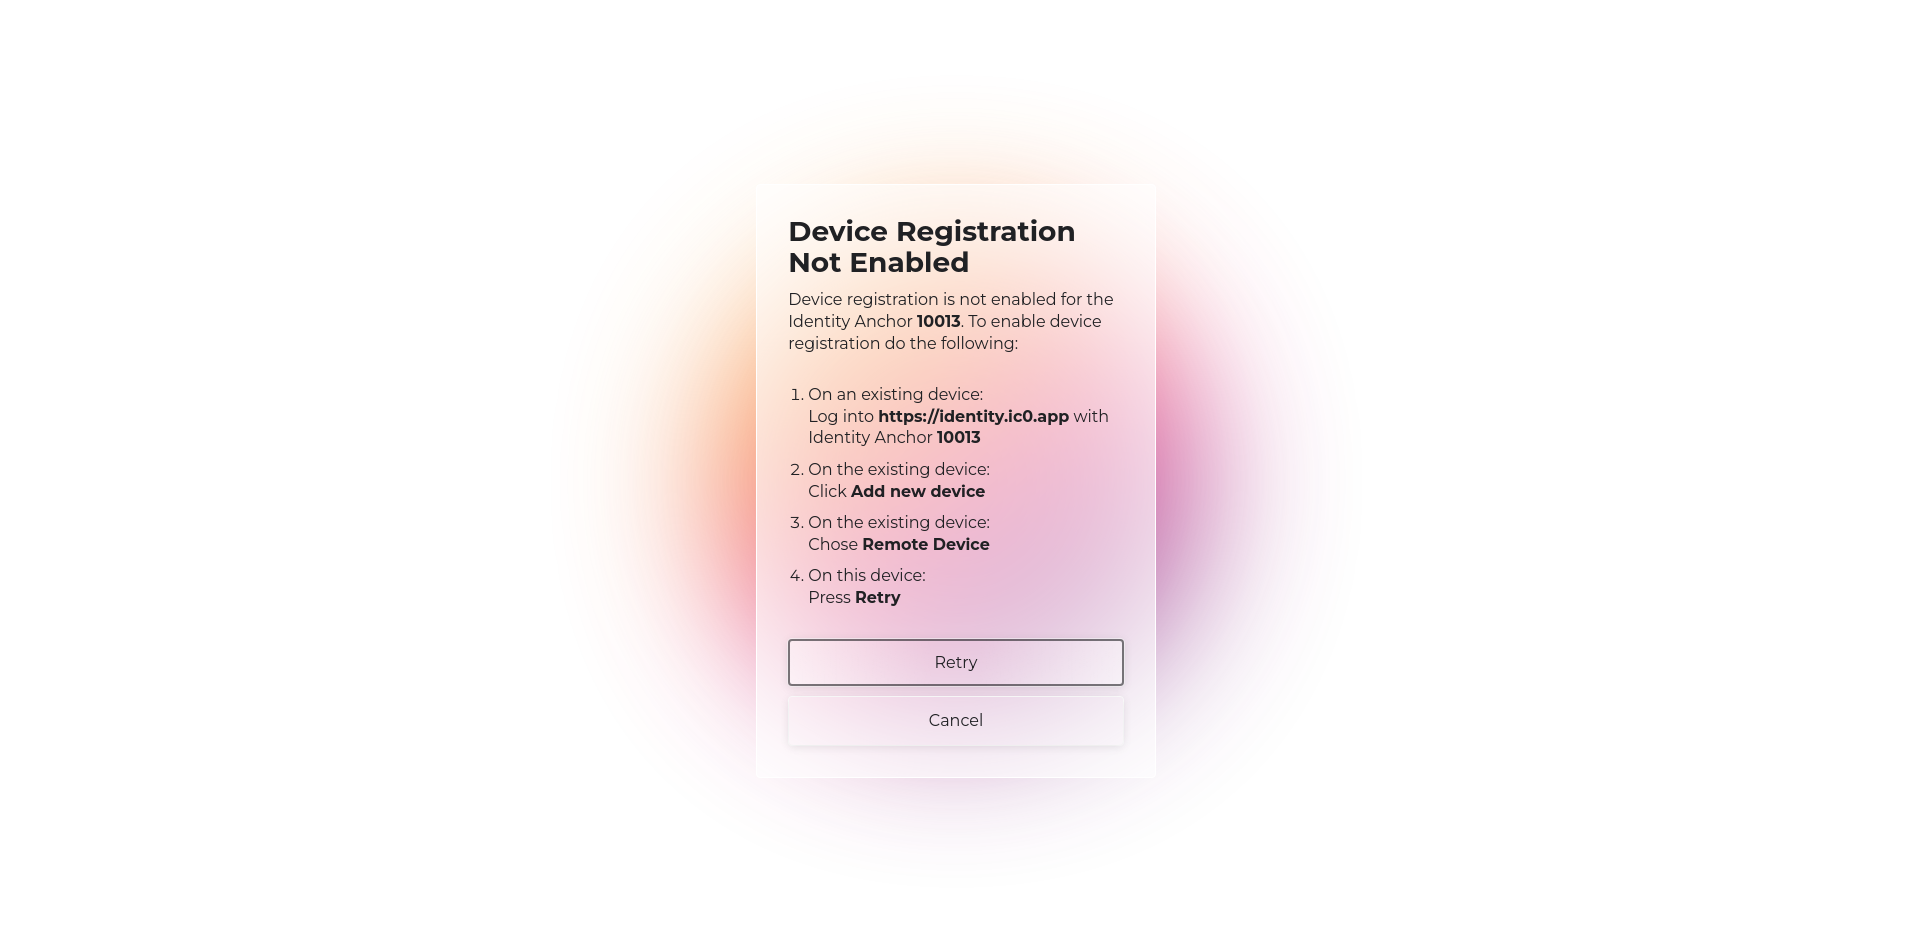 Device Registration
Not Enabled
Device registration is not enabled for the
Identity Anchor 10013. To enable device
registration do the following:
1. On an existing device:
Log into https://identity.ic0.app with
Identity Anchor 10013
2. On the existing device:
Click Add new device
3. On the existing device:
Chose Remote Device
4. On this device:
Press Retry
Retry
Cancel